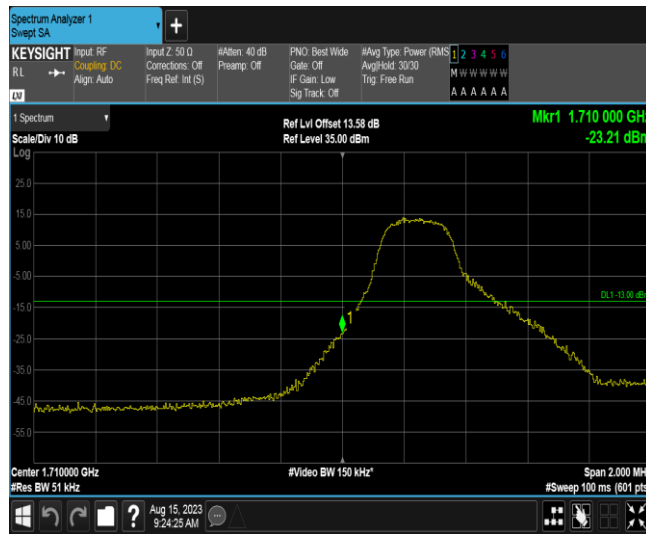 Spectrum Analyzer 1
Swept SA
+
KEYSIGHT
RL
LXI
Input: RF
Coupling: DC
Align: Auto
Input Z: 50 Ω
Corrections: Off
Freq Ref: Int (S)
#Atten: 40 dB
Preamp: Off
PNO: Best Wide
Gate: Off
IF Gain: Low
Sig Track: Off
#Avg Type: Power (RMS
Avg|Hold: 30/30
Trig: Free Run
1 2 3 4 5 6
M W W W W W
A A A A A A
1 Spectrum
Scale/Div 10 dB
Ref Lvl Offset 13.58 dB
Ref Level 35.00 dBm
Mkr1 1.710 000 GHz
-23.21 dBm
Log
25.0
15.0
5.00
-5.00
-15.0
-25.0
-35.0
-45.0
-55.0
DL1 -13.00 dBm
1
Center 1.710000 GHz
#Res BW 51 kHz
#Video BW 150 kHz*
Span 2.000 MH
#Sweep 100 ms (601 pts
?
Aug 15, 2023
9:24:25 AM